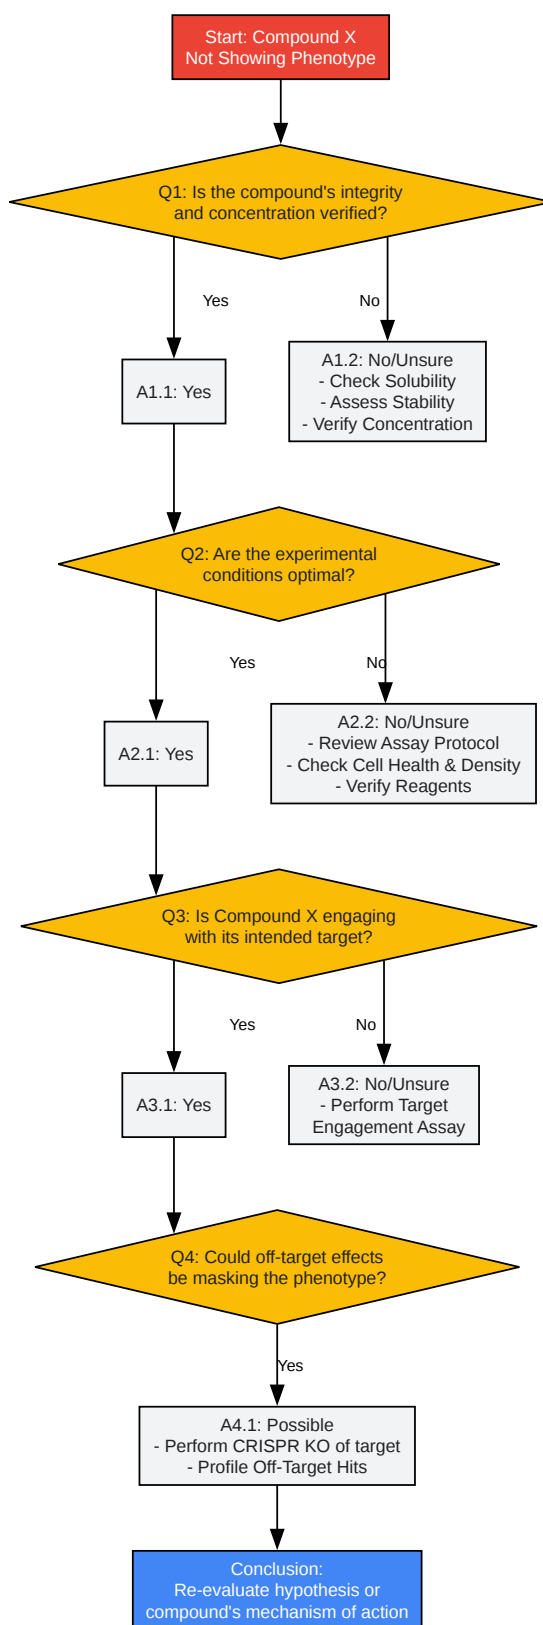 Start: Compound X
Not Showing Phenotype
Q1: Is the compound's integrity
and concentration verified?
Yes
No
A1.1: Yes
A1.2: No/Unsure
- Check Solubility
- Assess Stability
- Verify Concentration
Q2: Are the experimental
conditions optimal?
Yes
No
A2.1: Yes
A2.2: No/Unsure
- Review Assay Protocol
- Check Cell Health & Density
- Verify Reagents
Q3: Is Compound X engaging
with its intended target?
Yes
No
A3.1: Yes
A3.2: No/Unsure
- Perform Target
Engagement Assay
Q4: Could off-target effects
be masking the phenotype?
Yes
A4.1: Possible
- Perform CRISPR KO of target
- Profile Off-Target Hits
Conclusion:
Re-evaluate hypothesis or
compound's mechanism of action